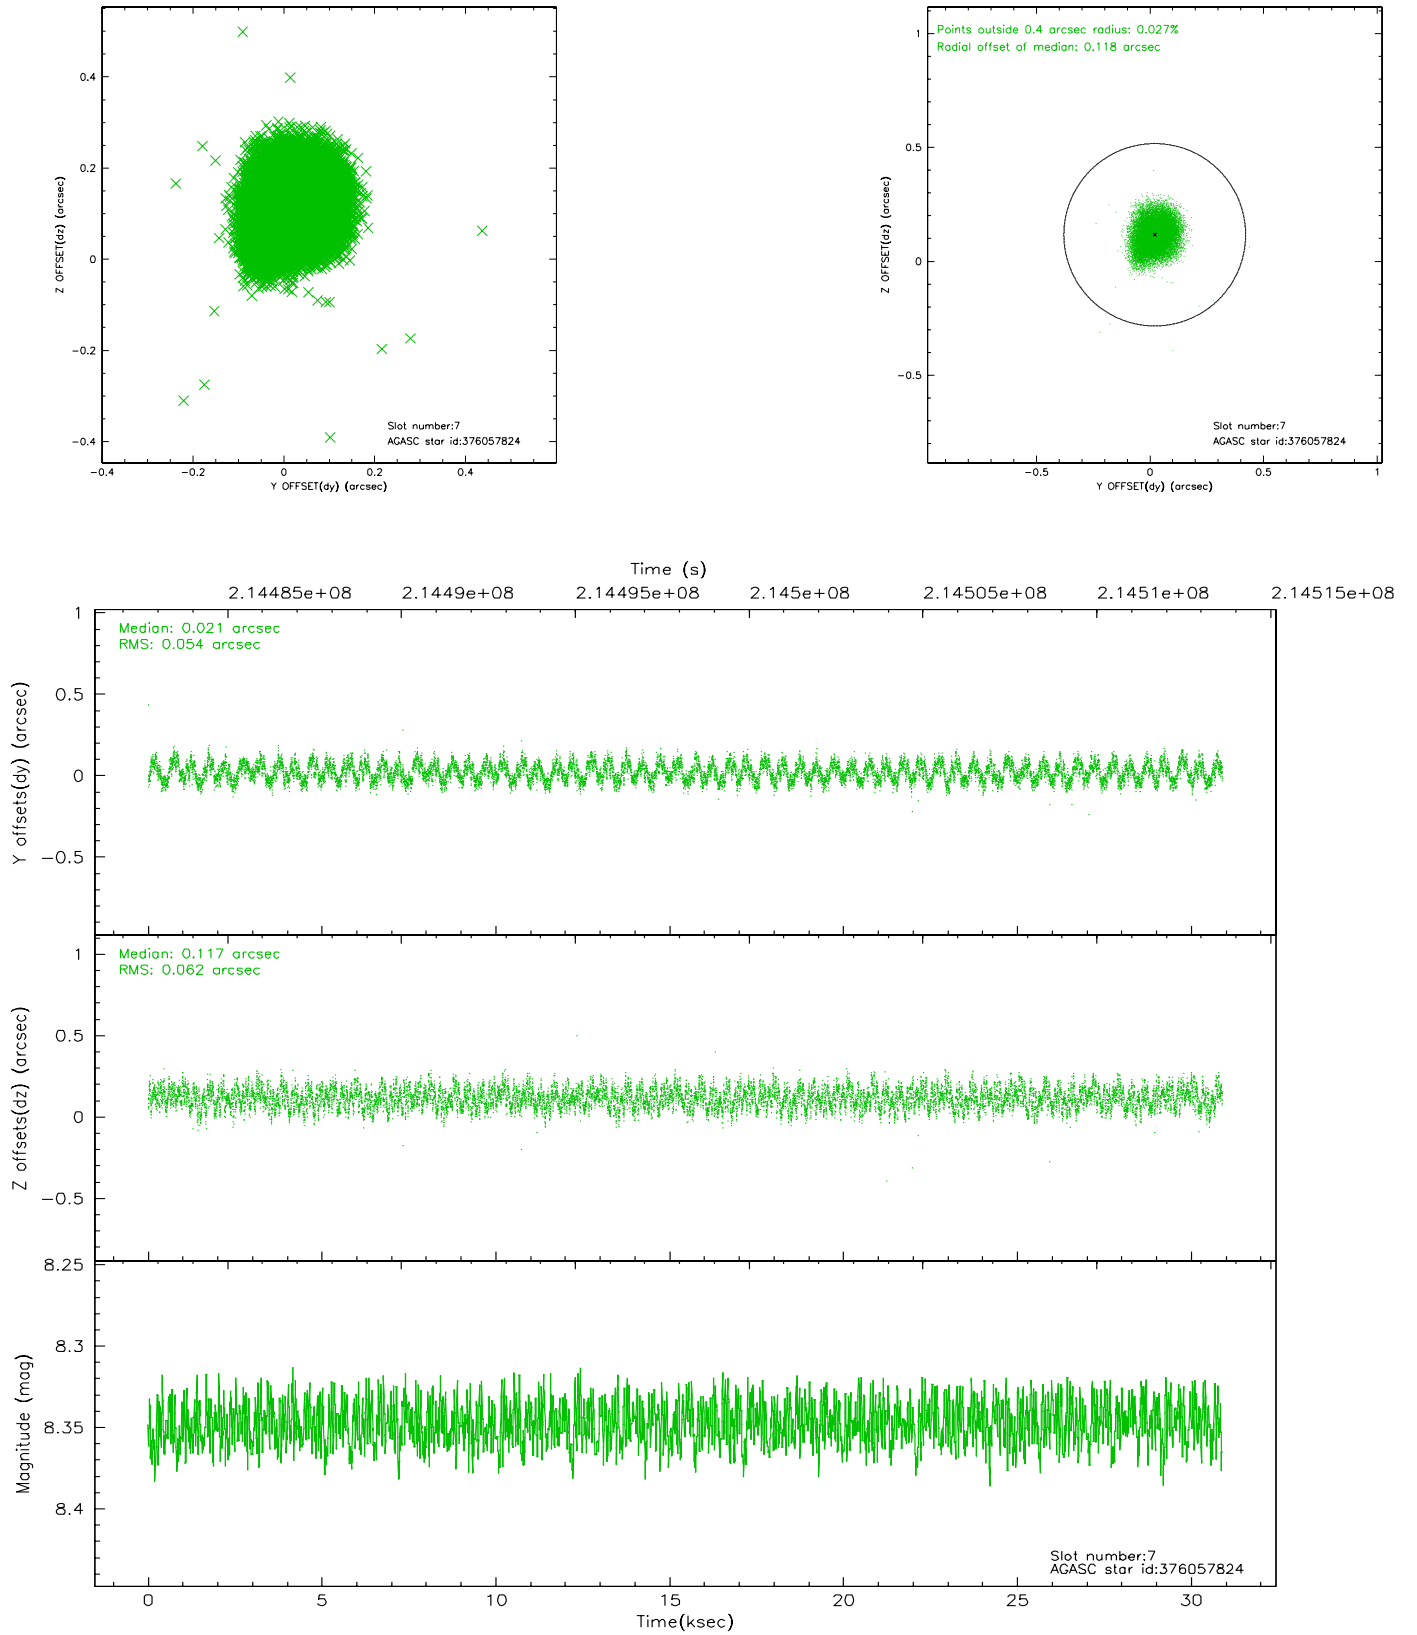 0.4
0.2
0
−0.2
−0.4
Z OFFSET(dz) (arcsec)
Slot number:7
AGASC star id:376057824
−0.4 −0.2 0 0.2 0.4
Y OFFSET(dy) (arcsec)
Points outside 0.4 arcsec radius: 0.027%
Radial offset of median: 0.118 arcsec
1
0.5
0
−0.5
Z OFFSET(dz) (arcsec)
Slot number:7
AGASC star id:376057824
−0.5 0 0.5 1
Y OFFSET(dy) (arcsec)
Time (s)
2.14485e+08 2.1449e+08 2.14495e+08 2.145e+08 2.14505e+08 2.1451e+08 2.14515e+08
Median: 0.021 arcsec
RMS: 0.054 arcsec
1
0.5
0
−0.5
Y offsets(dy) (arcsec)
Median: 0.117 arcsec
RMS: 0.062 arcsec
1
0.5
0
−0.5
Z offsets(dz) (arcsec)
8.25
8.3
8.35
8.4
Magnitude (mag)
Slot number:7
AGASC star id:376057824
0 5 10 15 20 25 30
Time(ksec)